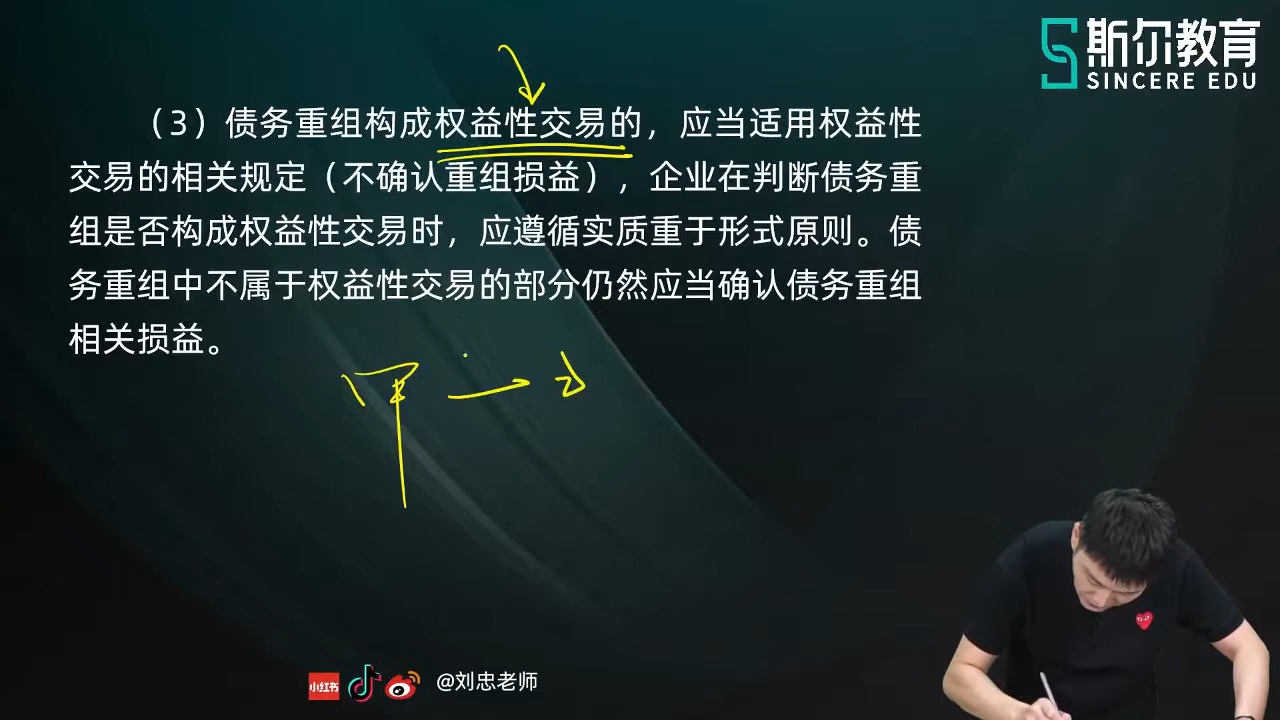 斯尔教育
SINCERE EDU
（3）债务重组构成权益性交易的，应当适用权益性
交易的相关规定（不确认重组损益），企业在判断债务重
组是否构成权益性交易时，应遵循实质重于形式原则。债
务重组中不属于权益性交易的部分仍然应当确认债务重组
相关损益。
甲 → 乙
小红书 @刘忠老师